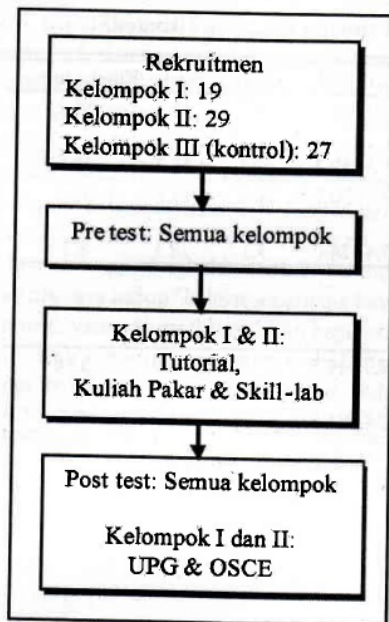 Rekruitmen
Kelompok I: 19
Kelompok II: 29
Kelompok III (kontrol): 27
Pre test: Semua kelompok
Kelompok I & II:
Tutorial,
Kuliah Pakar & Skill-lab
Post test: Semua kelompok
Kelompok I dan II:
UPG & OSCE